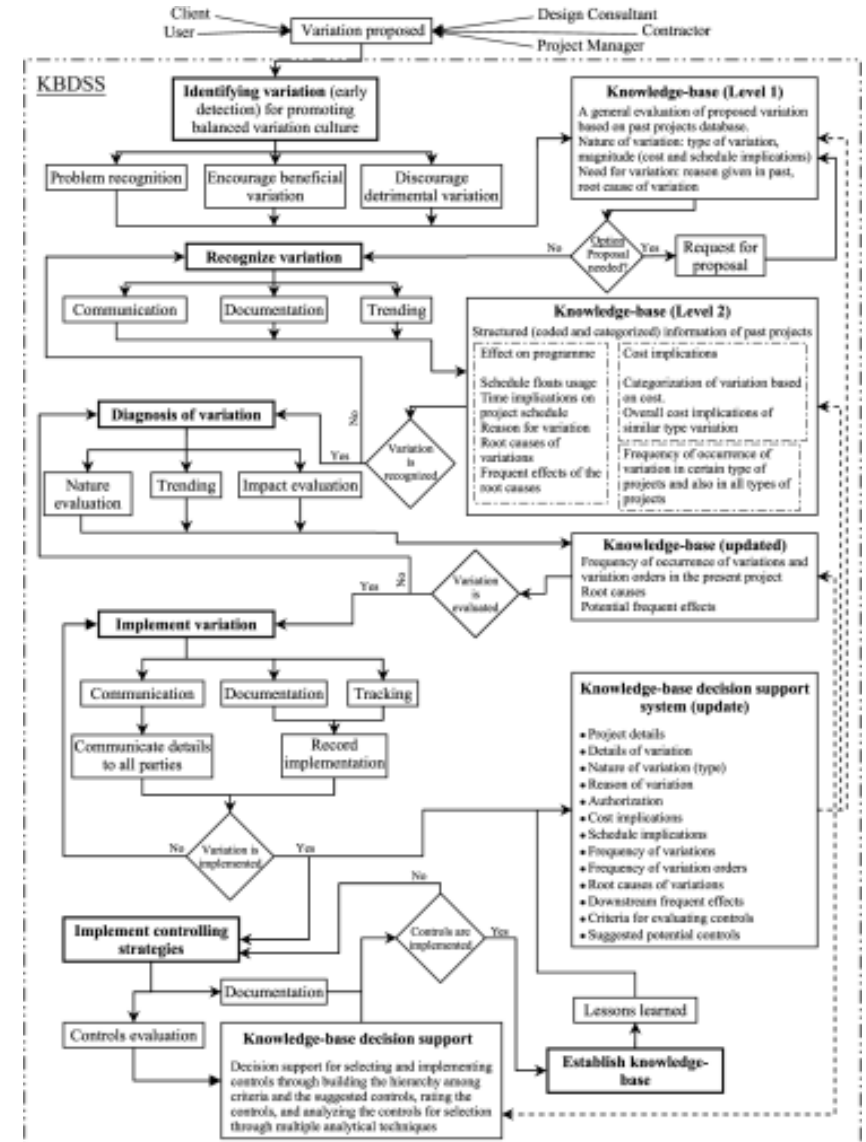 Client
User
Variation proposed
Design Consultant
Contractor
Project Manager
KBDSS
Identifying variation (early
detection) for promoting
balanced variation culture
Problem recognition
Encourage beneficial
variation
Discourage
detrimental variation
Knowledge-base (Level 1)
A general evaluation of proposed variation
based on past projects database.
Nature of variation: type of variation,
magnitude (cost and schedule implications)
Need for variation: reason given in past,
root cause of variation
Option
Proposal
needed?
No
Yes
Request for
proposal
Recognize variation
Communication
Documentation
Trending
Knowledge-base (Level 2)
Structured (coded and categorized) information of past projects
Effect on programme
Schedule floats usage
Time implications on
project schedule
Reason for variation
Root causes of
variations
Frequent effects of the
root causes
Cost implications
Categorization of variation based
on cost.
Overall cost implications of
similar type variation
Frequency of occurrence of
variation in certain type of
projects and also in all types of
projects
No
Yes
Variation
is
recognized
Diagnosis of variation
Nature
evaluation
Trending
Impact evaluation
Knowledge-base (updated)
Frequency of occurrence of variations and
variation orders in the present project
Root causes
Potential frequent effects
Variation
is
evaluated
Yes
No
Implement variation
Communication
Documentation
Tracking
Communicate details
to all parties
Record
implementation
No
Variation is
implemented
Yes
Knowledge-base decision support
system (update)
• Project details
• Details of variation
• Nature of variation (type)
• Reason of variation
• Authorization
• Cost implications
• Schedule implications
• Frequency of variations
• Frequency of variation orders
• Root causes of variations
• Downstream frequent effects
• Criteria for evaluating controls
• Suggested potential controls
Implement controlling
strategies
No
Controls are
implemented
Yes
Documentation
Controls evaluation
Knowledge-base decision support
Decision support for selecting and implementing
controls through building the hierarchy among
criteria and the suggested controls, rating the
controls, and analyzing the controls for selection
through multiple analytical techniques
Lessons learned
Establish knowledge-
base